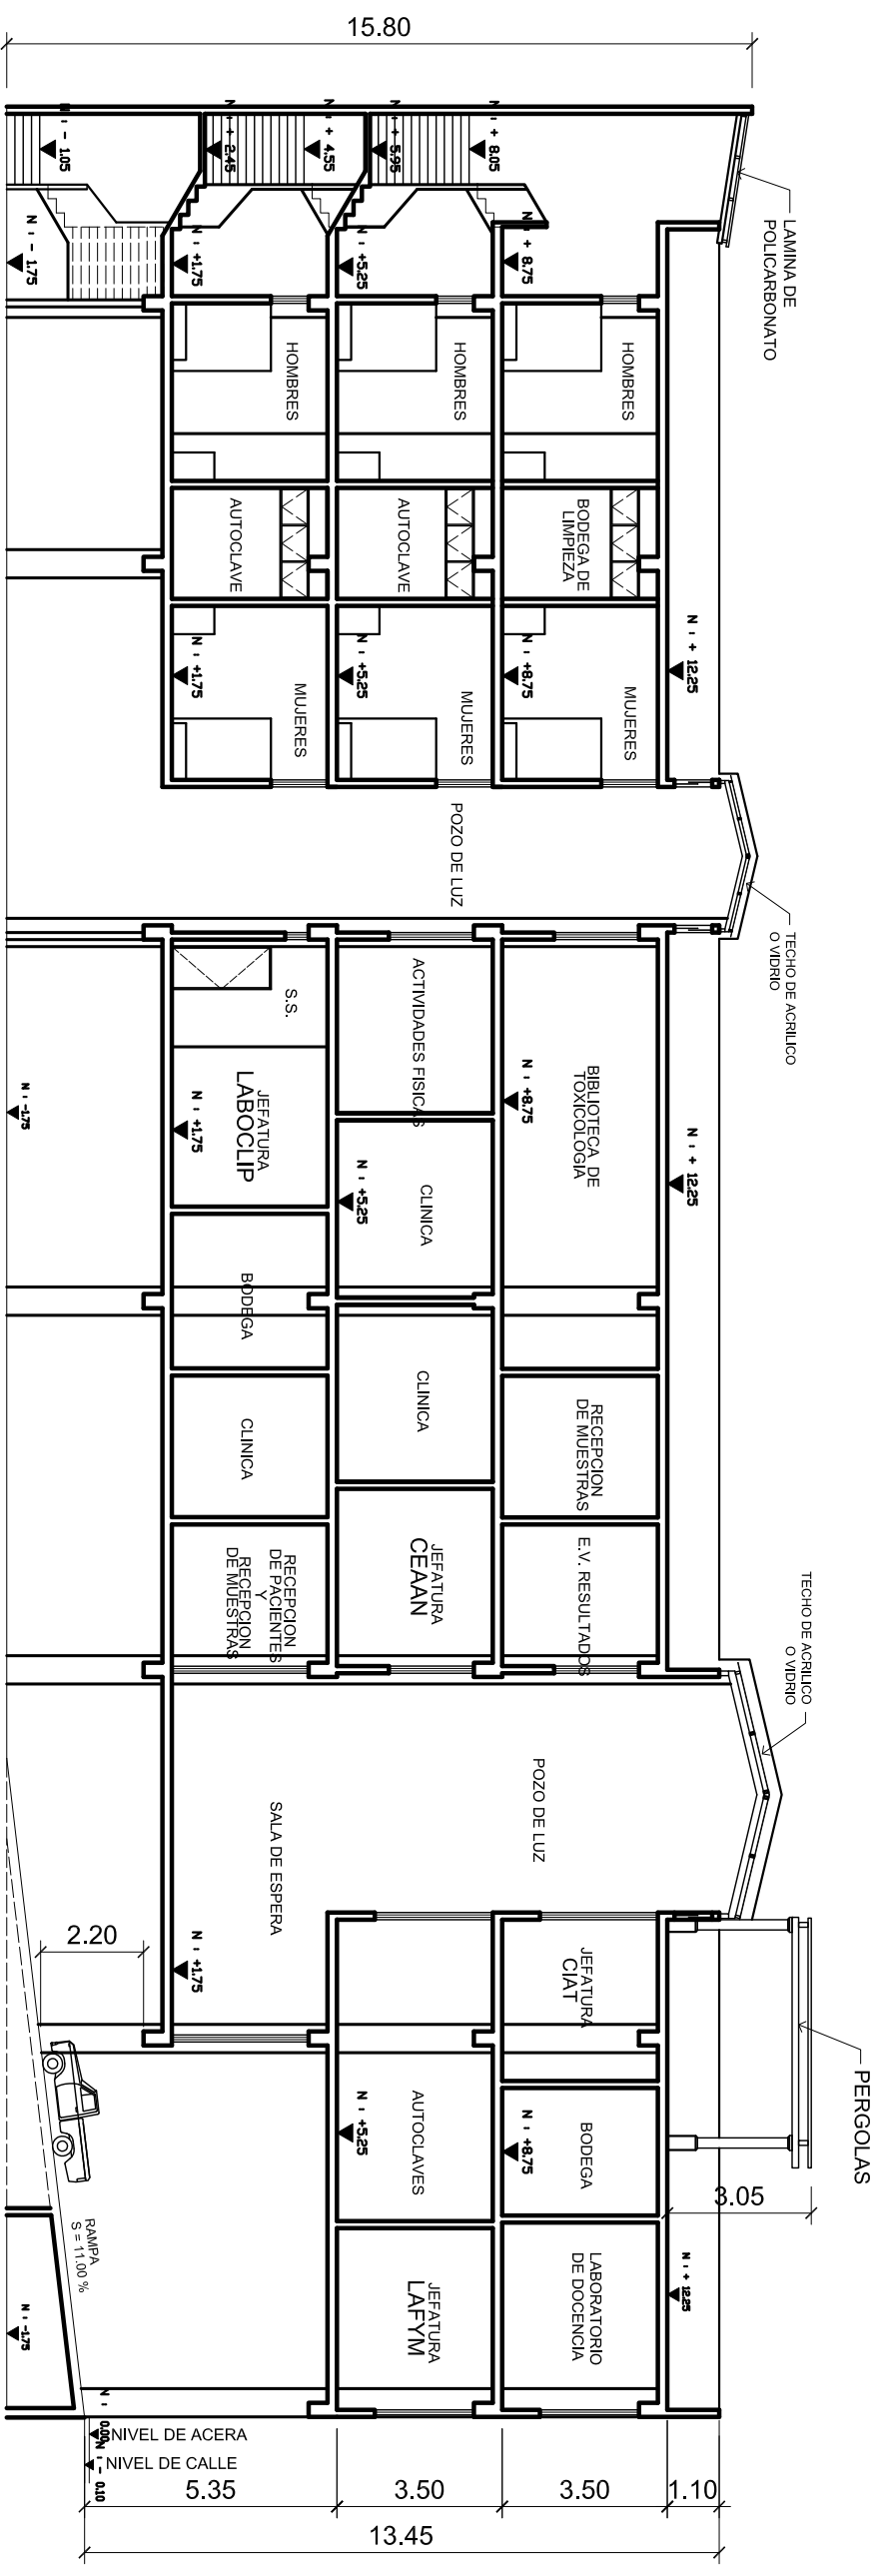 15.80
LAMINA DE
POLICARBONATO
TECHO DE ACRILICO
O VIDRIO
TECHO DE ACRILICO
O VIDRIO
PERGOLAS
3.05
N : + 12.25
N : + 12.25
N : + 12.25
N : + 8.05
N : + 8.75
HOMBRES
BODEGA DE
LIMPIEZA
MUJERES
N : +8.75
BIBLIOTECA DE
TOXICOLOGIA
N : +8.75
RECEPCION
DE MUESTRAS
E.V. RESULTADOS
POZO DE LUZ
JEFATURA
CIAT
BODEGA
N : +8.75
LABORATORIO
DE DOCENCIA
N : + 5.95
N : + 4.55
N : +5.25
HOMBRES
AUTOCLAVE
MUJERES
N : +5.25
POZO DE LUZ
ACTIVIDADES FISICAS
CLINICA
N : +5.25
CLINICA
JEFATURA
CEAAN
AUTOCLAVES
N : +5.25
JEFATURA
LAFYM
N : + 2.45
N : +1.75
HOMBRES
AUTOCLAVE
MUJERES
N : +1.75
S.S.
JEFATURA
LABOCLIP
N : +1.75
BODEGA
CLINICA
RECEPCION
DE PACIENTES
Y
RECEPCION
DE MUESTRAS
SALA DE ESPERA
N : +1.75
N : - 1.05
N : - 1.75
N : -1.75
2.20
RAMPA
S = 11.00 %
N : -1.75
N : 0.00
NIVEL DE ACERA
N : - 0.10
NIVEL DE CALLE
5.35
3.50
3.50
1.10
13.45